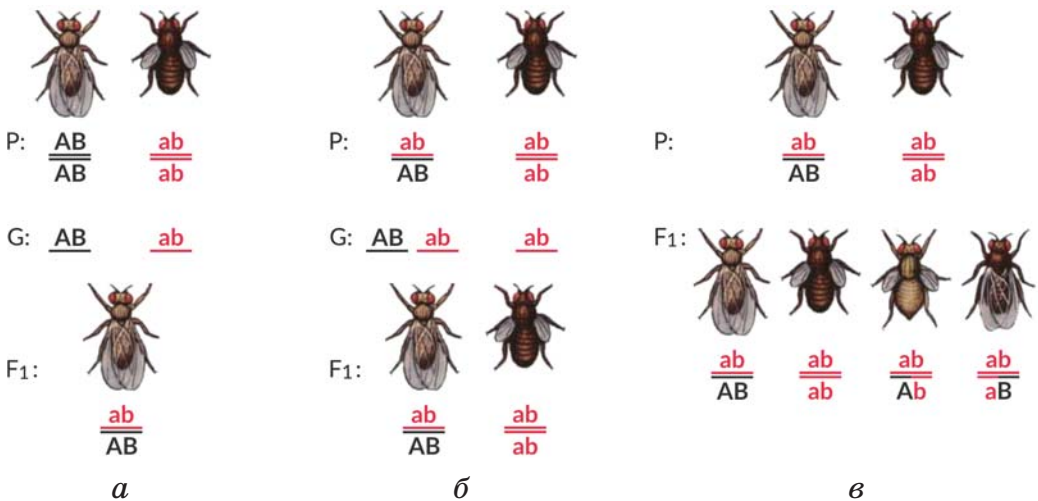 P: AB ab
AB ab
G: AB ab
F1:
ab
AB
а
P: ab ab
AB ab
G: AB ab ab
F1:
ab ab
AB ab
б
P: ab ab
AB ab
F1:
ab ab ab ab
AB ab Ab aB
в